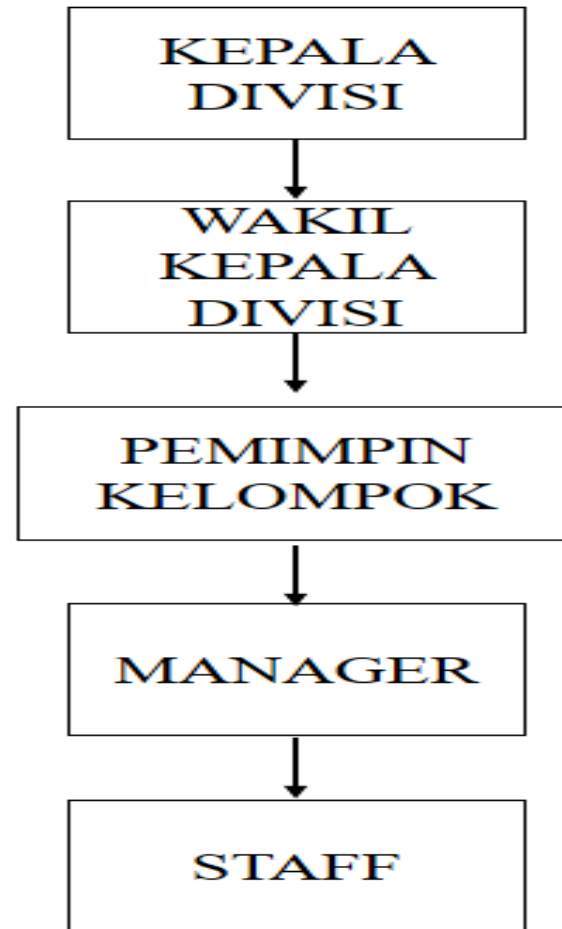 KEPALA
DIVISI
WAKIL
KEPALA
DIVISI
PEMIMPIN
KELOMPOK
MANAGER
STAFF